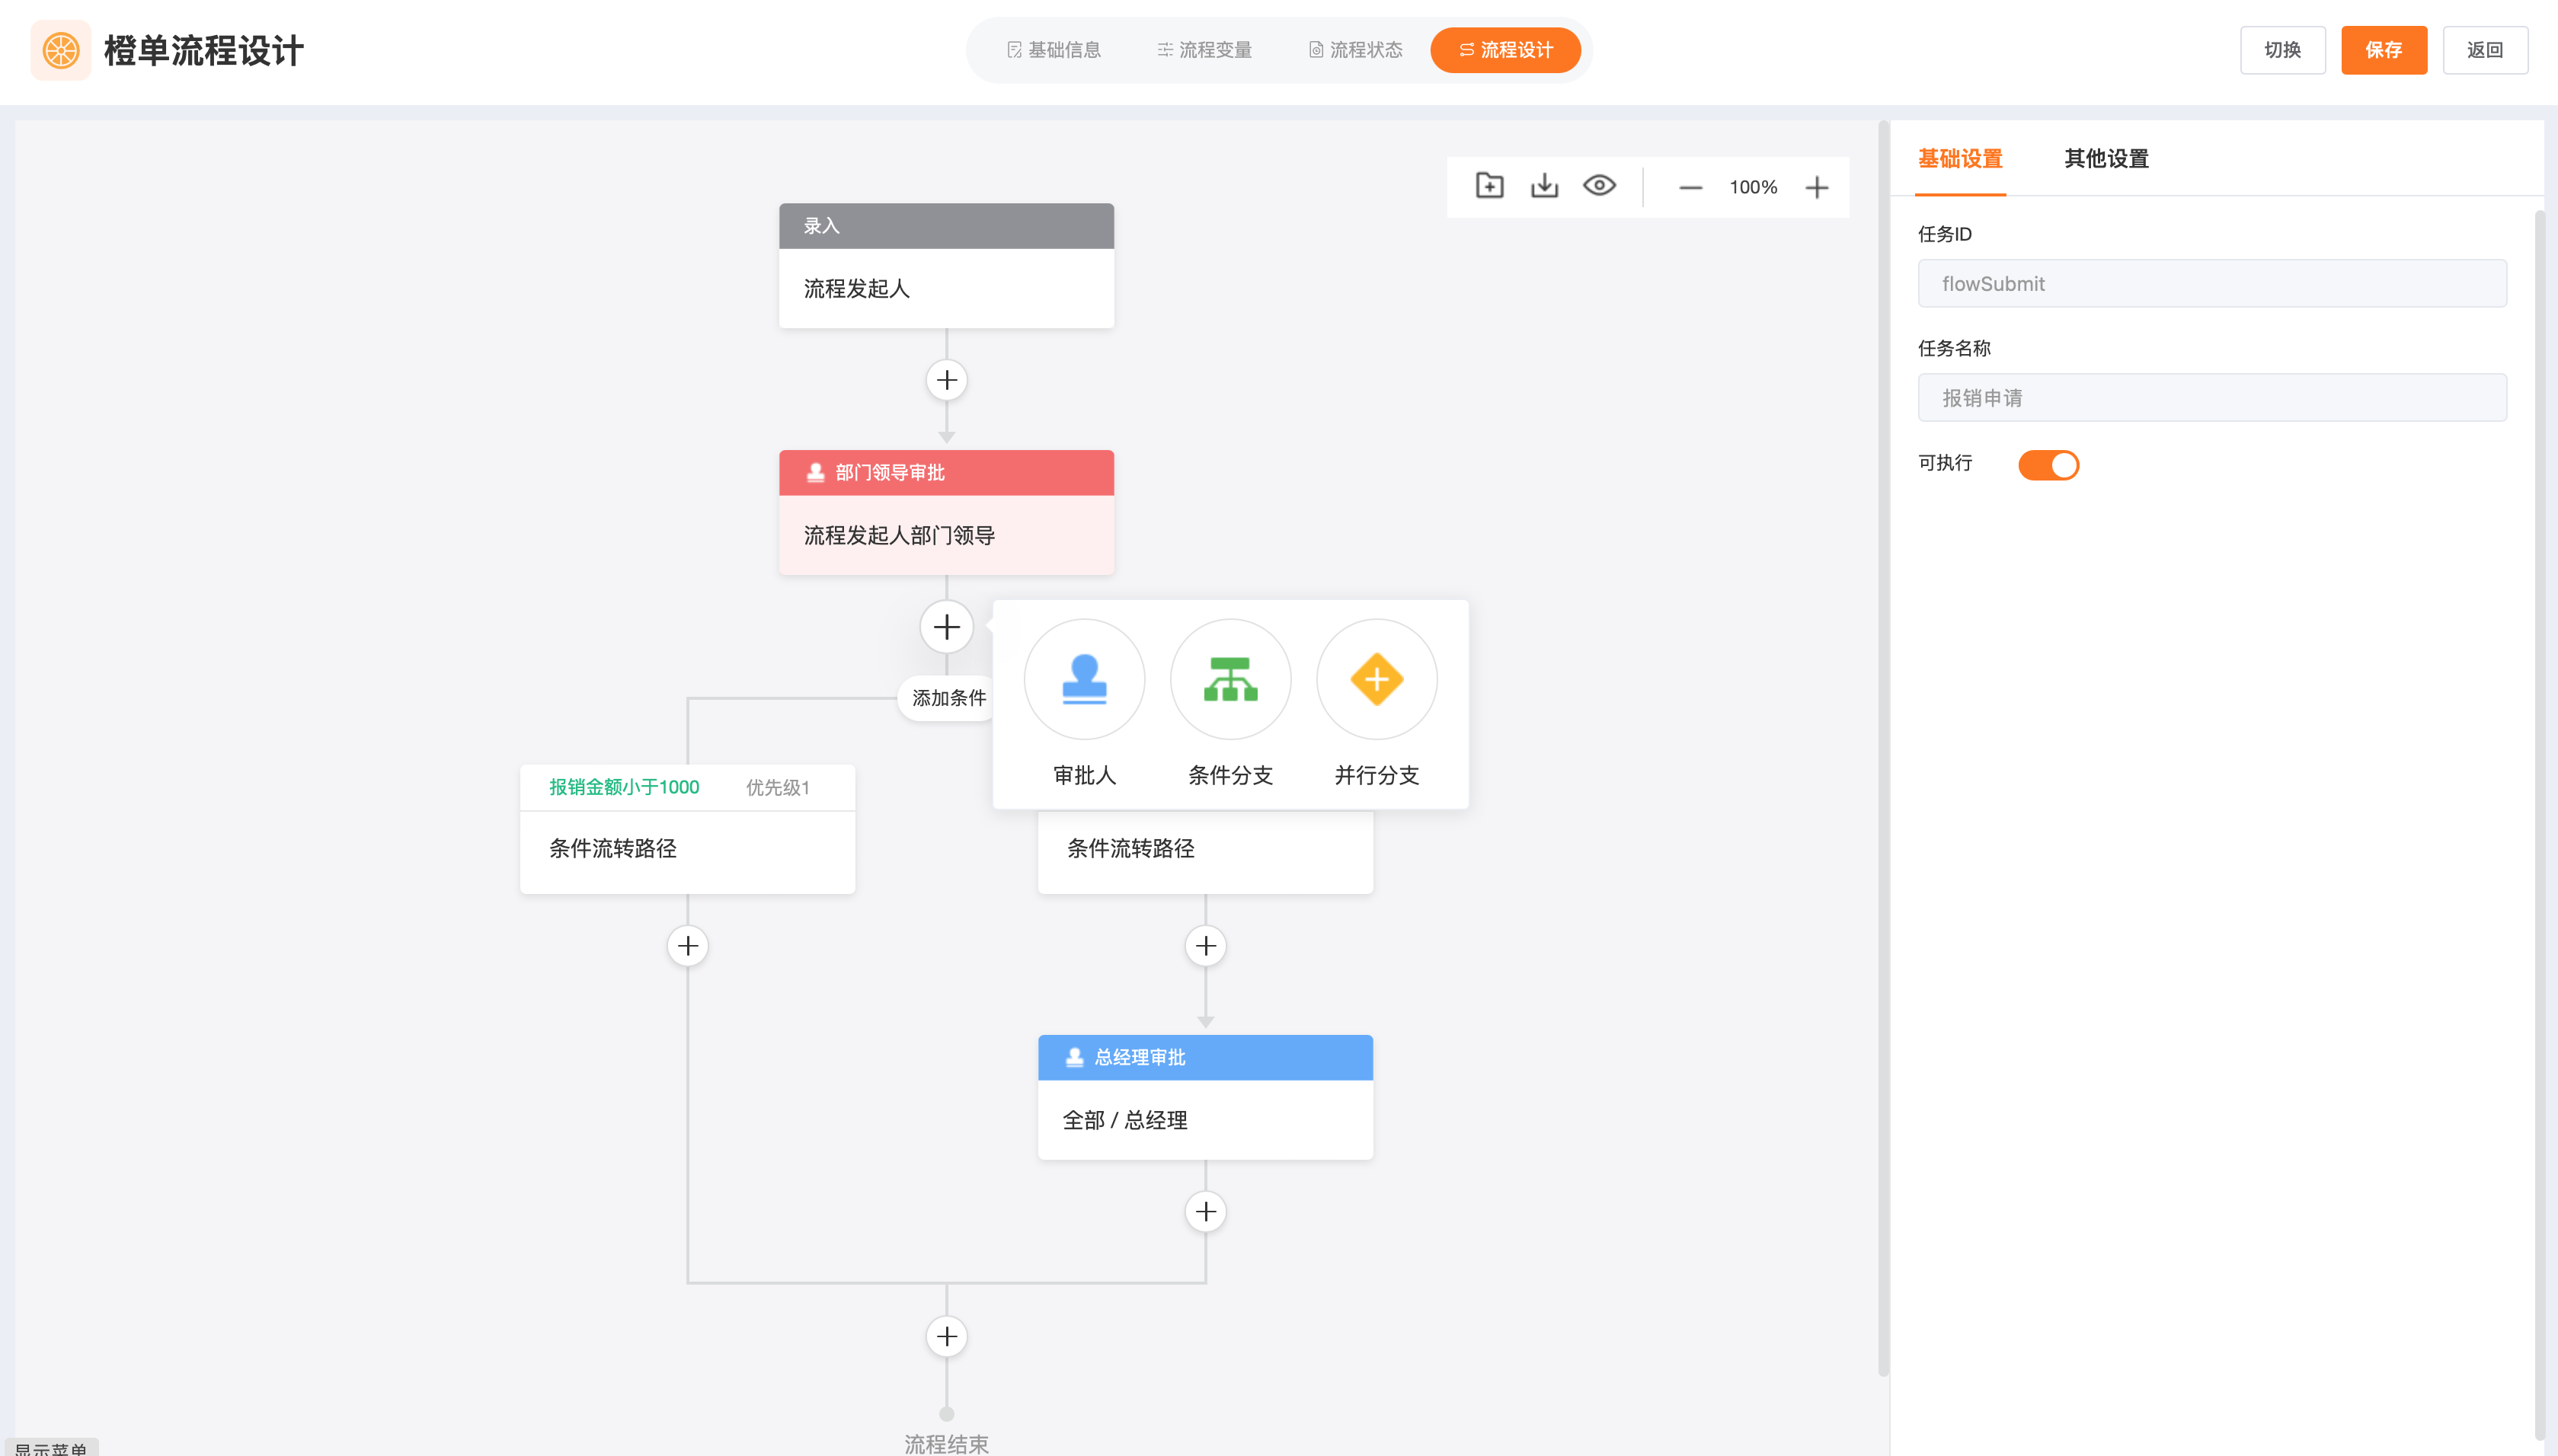 橙单流程设计
基础信息
流程变量
流程状态
流程设计
切换
保存
返回
100%
录入
流程发起人
部门领导审批
流程发起人部门领导
添加条件
审批人
条件分支
并行分支
报销金额小于1000
优先级1
条件流转路径
条件流转路径
总经理审批
全部 / 总经理
流程结束
显示菜单
基础设置
其他设置
任务ID
flowSubmit
任务名称
报销申请
可执行